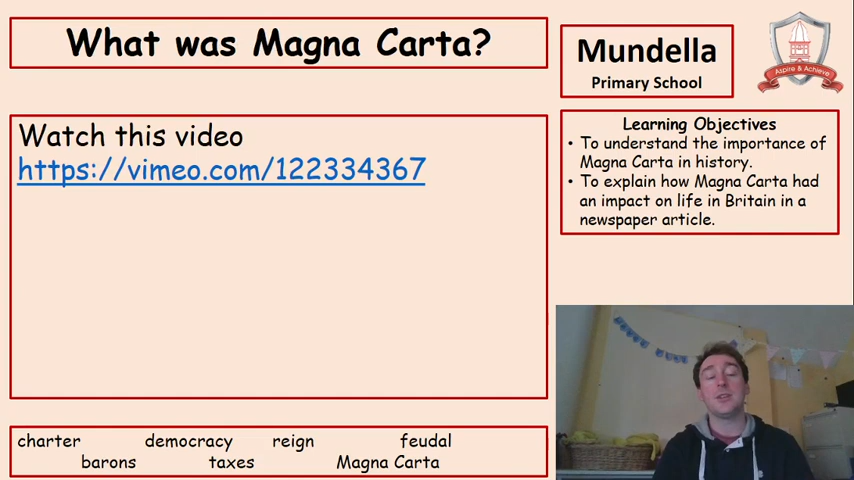 What was Magna Carta?
Mundella
Primary School
Aspire & Achieve
Watch this video
https://vimeo.com/122334367
Learning Objectives
• To understand the importance of
Magna Carta in history.
• To explain how Magna Carta had
an impact on life in Britain in a
newspaper article.
charter democracy reign feudal
barons taxes Magna Carta